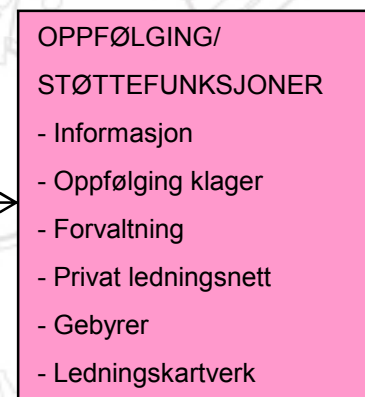 OPPFØLGING/
STØTTEFUNKSJONER
- Informasjon
- Oppfølging klager
- Forvaltning
- Privat ledningsnett
- Gebyrer
- Ledningskartverk